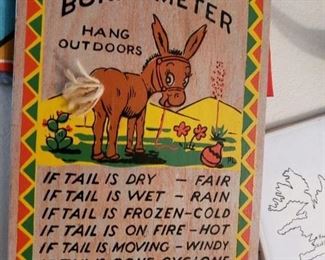 HANG
OUTDOORS
IF TAIL IS DRY – FAIR
IF TAIL IS WET – RAIN
IF TAIL IS FROZEN-COLD
IF TAIL IS ON FIRE -HOT
IF TAIL IS MOVING - WINDY